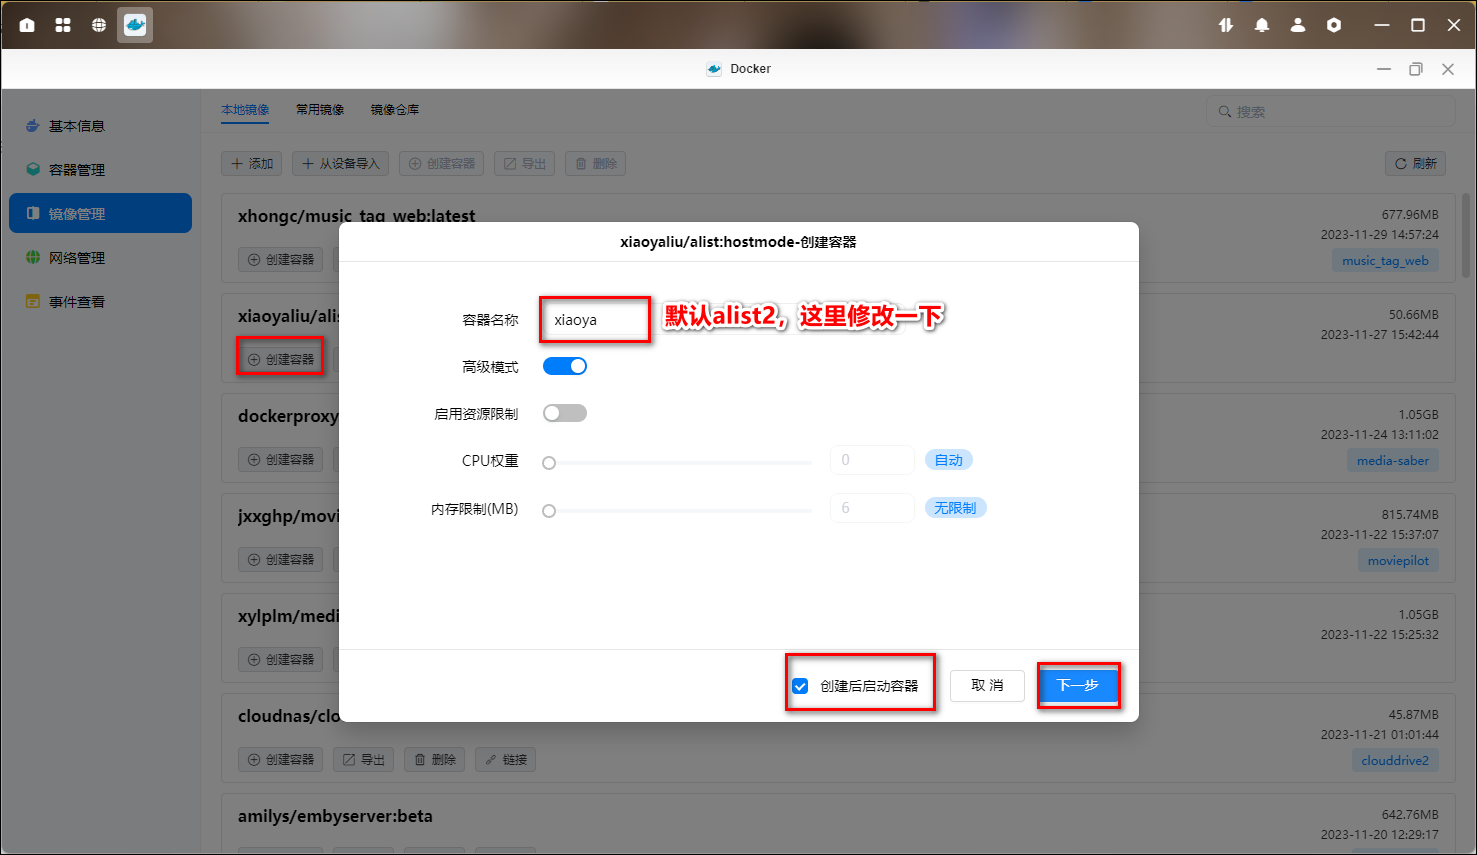 Docker
基本信息
容器管理
镜像管理
网络管理
事件查看
本地镜像 常用镜像 镜像仓库
搜索
添加 从设备导入 创建容器 导出 删除 刷新
xhongc/music_tag_web:latest
创建容器
677.96MB
2023-11-29 14:57:24
music_tag_web
xiaoyaliu/alis
创建容器
50.66MB
2023-11-27 15:42:44
dockerproxy.
创建容器
1.05GB
2023-11-24 13:11:02
media-saber
jxxghp/movi
创建容器
815.74MB
2023-11-22 15:37:07
moviepilot
xylplm/medi
创建容器
1.05GB
2023-11-22 15:25:32
cloudnas/clo
创建容器 导出 删除 链接
45.87MB
2023-11-21 01:01:44
clouddrive2
amilys/embyserver:beta
642.76MB
2023-11-20 12:29:17
xiaoyaliu/alist:hostmode-创建容器
容器名称 xiaoya 默认alist2，这里修改一下
高级模式
启用资源限制
CPU权重 0 自动
内存限制(MB) 6 无限制
创建后启动容器 取消 下一步